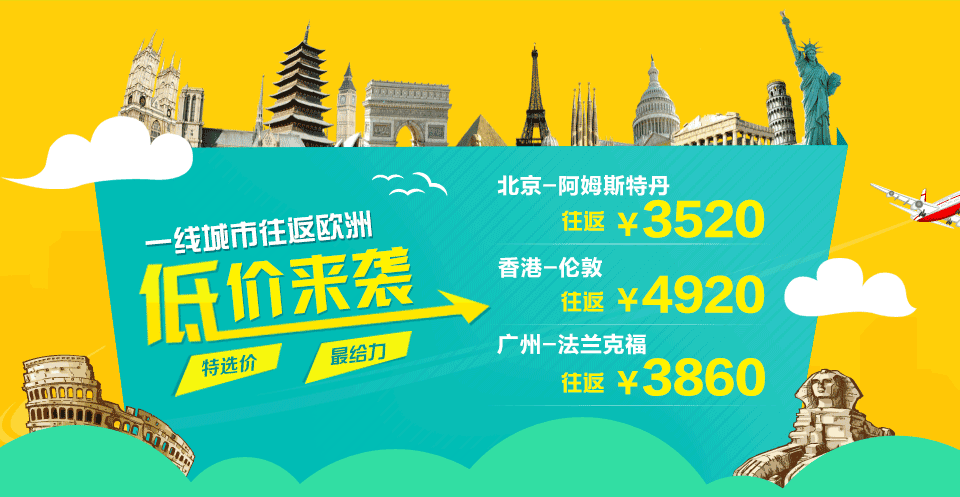 一线城市往返欧洲
低价来袭
特选价
最给力
北京–阿姆斯特丹
往返 ¥3520
香港–伦敦
往返 ¥4920
广州–法兰克福
往返 ¥3860